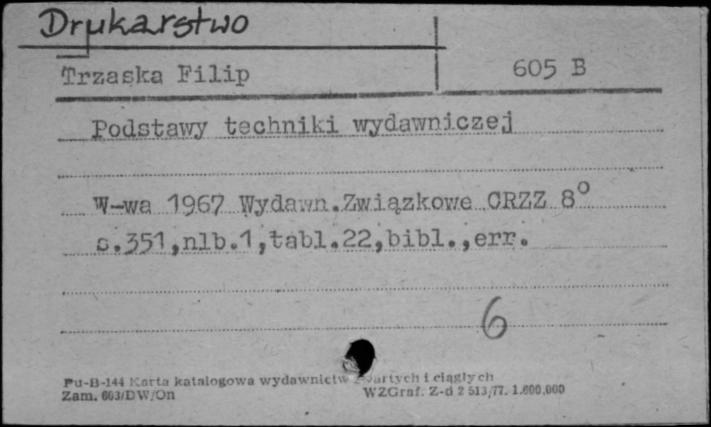 Drukarstwo
Trzaska Filip 605 B
Podstawy techniki wydawniczej
W-wa 1967 Wydawn.Związkowe CRZZ 8°
s.351,nlb.1,tabl.22,bibl.,err.
6
Pu-B-144 Karta katalogowa wydawnictw zwartych i ciągłych
Zam. 603/DW/On WZGraf. Z-d 2 513/77. 1.600.000